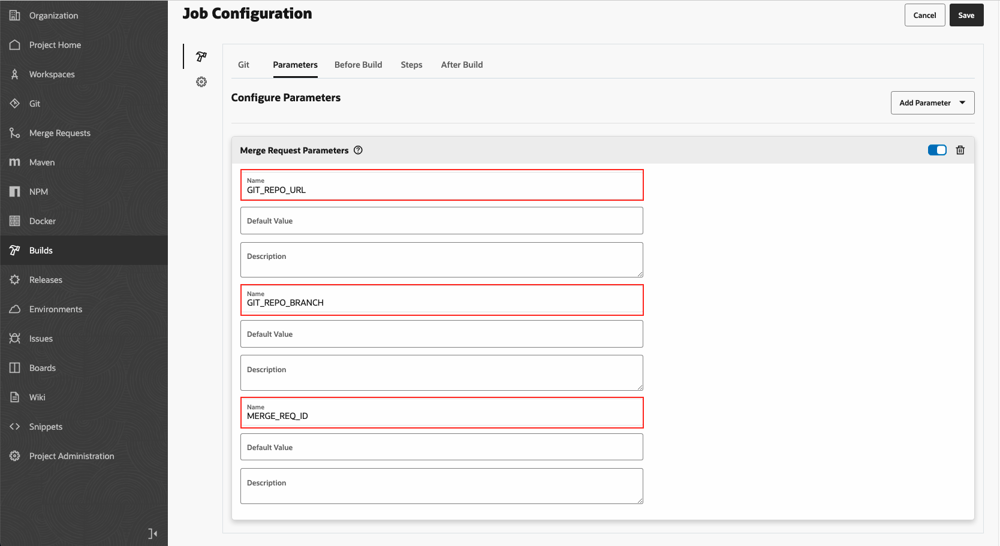 Organization
Project Home
Workspaces
Git
Merge Requests
Maven
NPM
Docker
Builds
Releases
Environments
Issues
Boards
Wiki
Snippets
Project Administration
Job Configuration
Cancel
Save
Git
Parameters
Before Build
Steps
After Build
Configure Parameters
Add Parameter
Merge Request Parameters
Name
GIT_REPO_URL
Default Value
Description
Name
GIT_REPO_BRANCH
Default Value
Description
Name
MERGE_REQ_ID
Default Value
Description